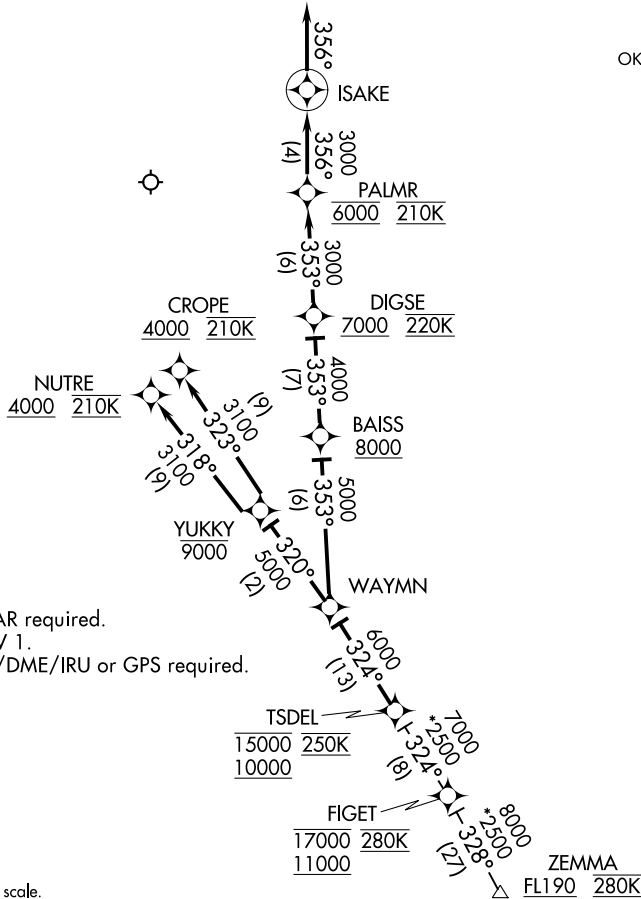 356°
OK
ISAKE
3000
356°
(4)
PALMR
6000 210K
3000
353°
(6)
CROPE
4000 210K
DIGSE
7000 220K
NUTRE
4000 210K
4000
353°
(7)
(9)
3100
323°
318°
3100
(9)
BAISS
8000
5000
353°
(6)
YUKKY
9000
320°
5000
(2)
WAYMN
AR required.
V 1.
/DME/IRU or GPS required.
6000
324°
(13)
TSDEL
15000 250K
10000
7000
*2500
324°
(8)
FIGET
17000 280K
11000
8000
*2500
328°
(27)
ZEMMA
FL190 280K
scale.